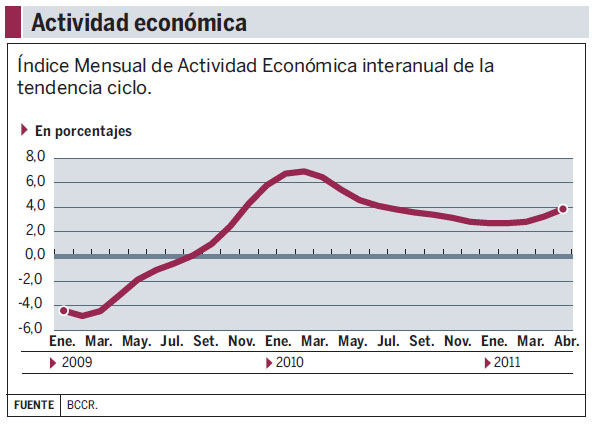 Actividad económica
Índice Mensual de Actividad Económica interanual de la
tendencia ciclo.
En porcentajes
8,0
6,0
4,0
2,0
0,0
-2,0
-4,0
-6,0
Ene. Mar. May. Jul. Set. Nov. Ene. Mar. May. Jul. Set. Nov. Ene. Mar. Abr.
2009 2010 2011
FUENTE BCCR.